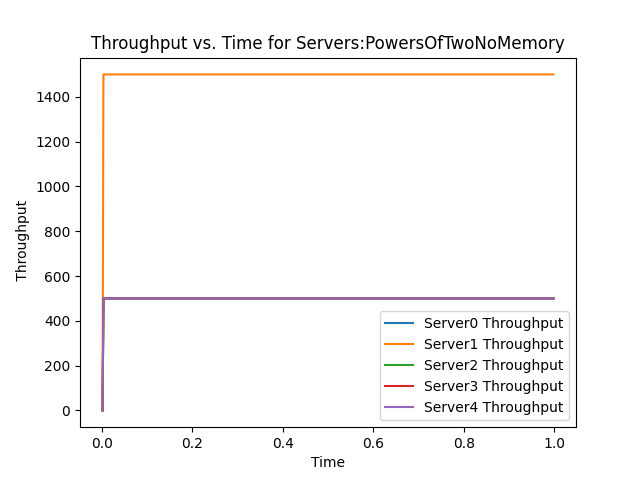 Throughput vs. Time for Servers:PowersOfTwoNoMemory
Throughput
1400
1200
1000
800
600
400
200
0
Server0 Throughput
Server1 Throughput
Server2 Throughput
Server3 Throughput
Server4 Throughput
0.0 0.2 0.4 0.6 0.8 1.0
Time